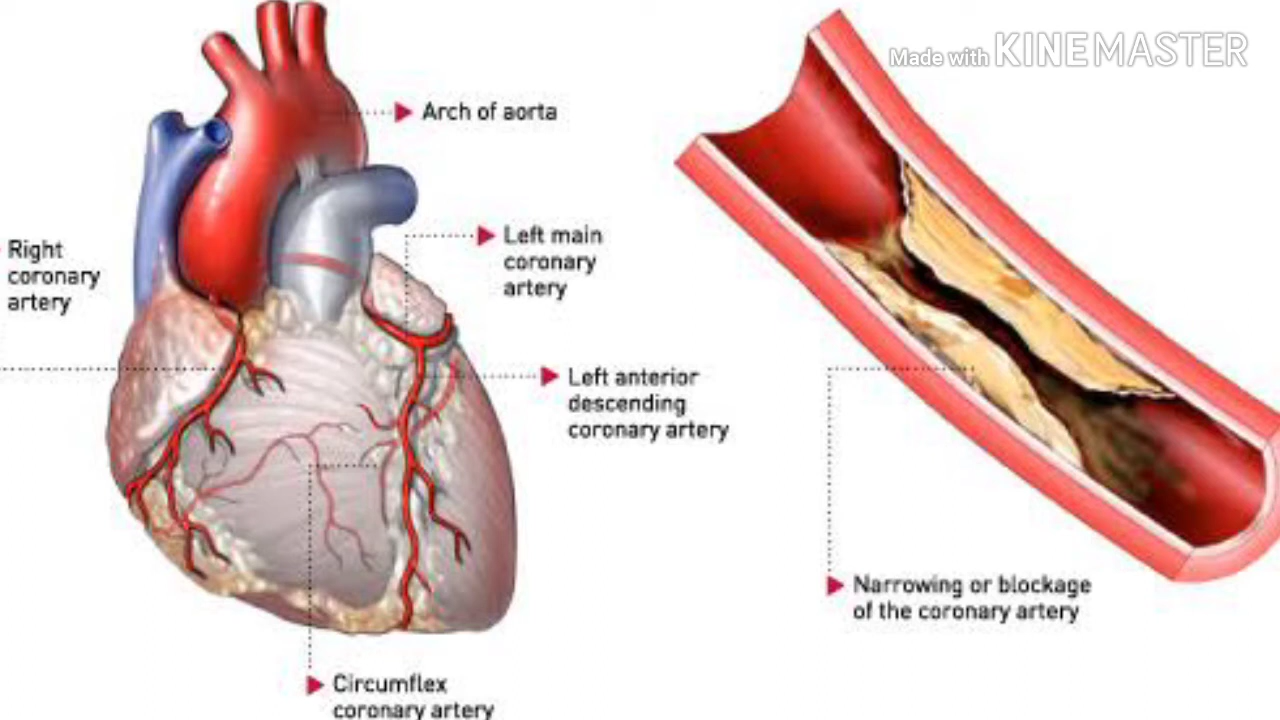 Made with KINEMASTER
Arch of aorta
Right
coronary
artery
Left main
coronary
artery
Left anterior
descending
coronary artery
Narrowing or blockage
of the coronary artery
Circumflex
coronary artery